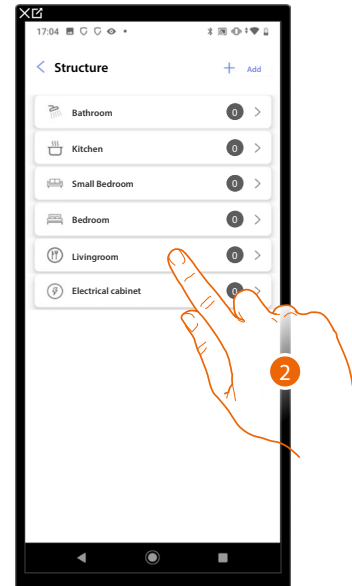 17:04
Structure
+ Add
Bathroom 0
Kitchen 0
Small Bedroom 0
Bedroom 0
Livingroom 0
Electrical cabinet 0
2